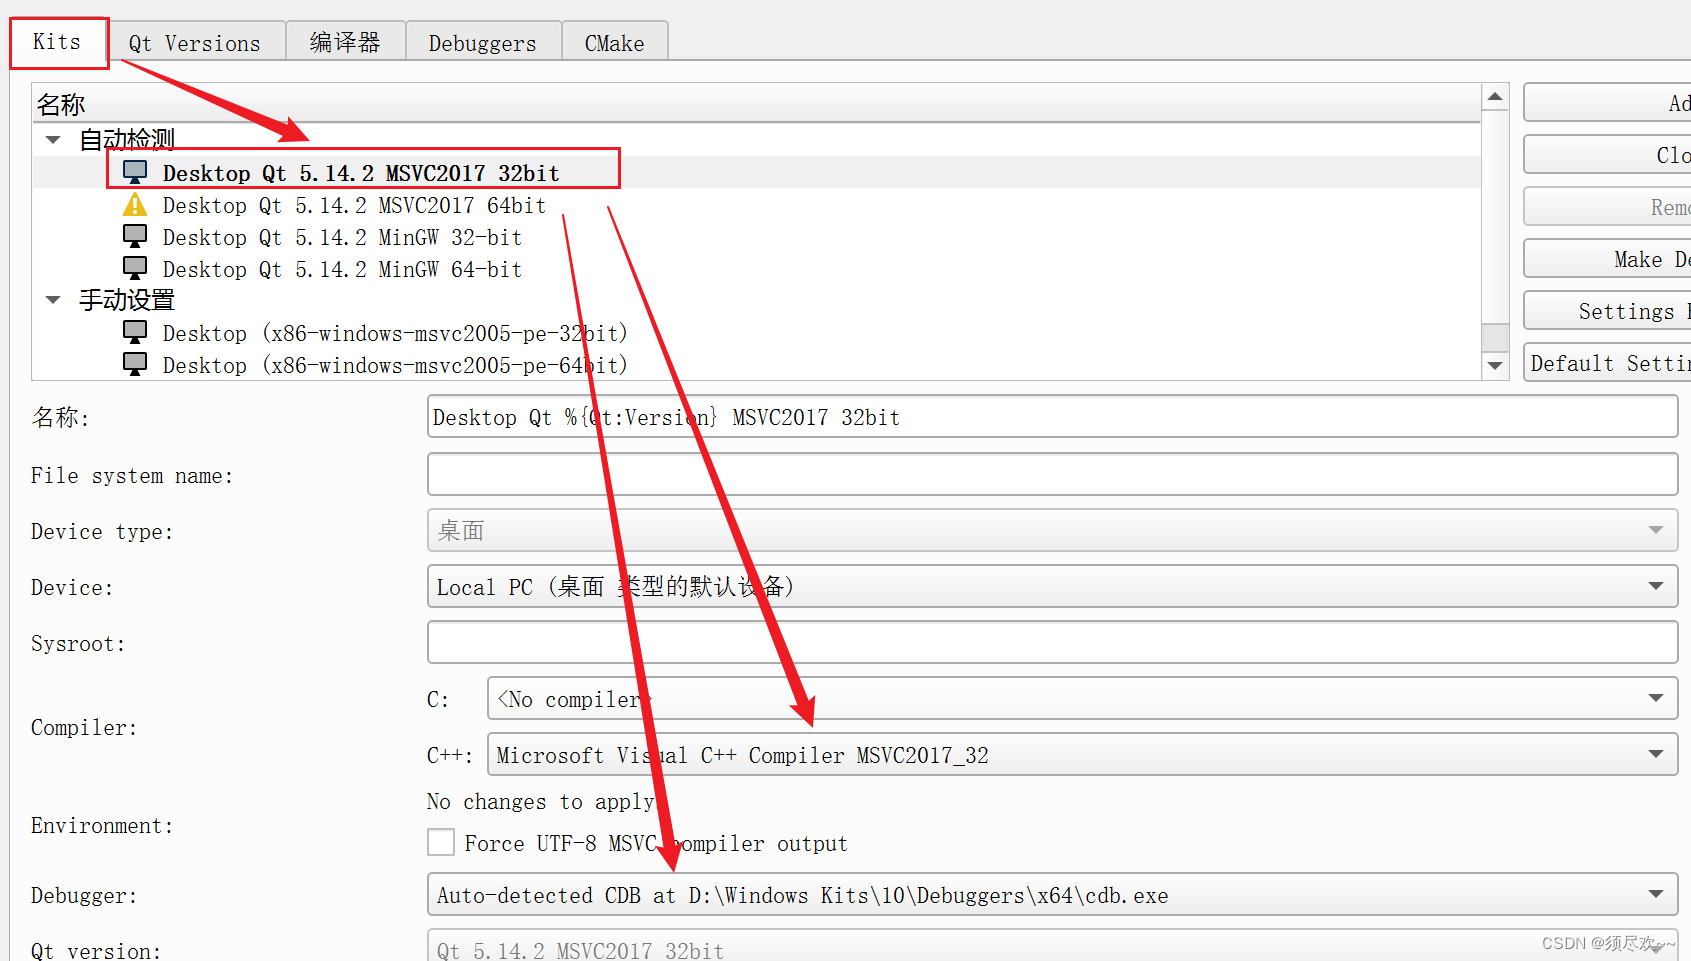 Kits Qt Versions 编译器 Debuggers CMake
名称
自动检测
Desktop Qt 5.14.2 MSVC2017 32bit
Desktop Qt 5.14.2 MSVC2017 64bit
Desktop Qt 5.14.2 MinGW 32-bit
Desktop Qt 5.14.2 MinGW 64-bit
手动设置
Desktop (x86-windows-msvc2005-pe-32bit)
Desktop (x86-windows-msvc2005-pe-64bit)
Ad
Clo
Remo
Make De
Settings
Default Settin
名称: Desktop Qt %{Qt:Version} MSVC2017 32bit
File system name:
Device type: 桌面
Device: Local PC (桌面 类型的默认设备)
Sysroot:
Compiler:
C: <No compiler>
C++: Microsoft Visual C++ Compiler MSVC2017_32
Environment:
No changes to apply.
Force UTF-8 MSVC compiler output
Debugger: Auto-detected CDB at D:\Windows Kits\10\Debuggers\x64\cdb.exe
Qt version: Qt 5.14.2 MSVC2017 32bit
CSDN @须尽欢~~